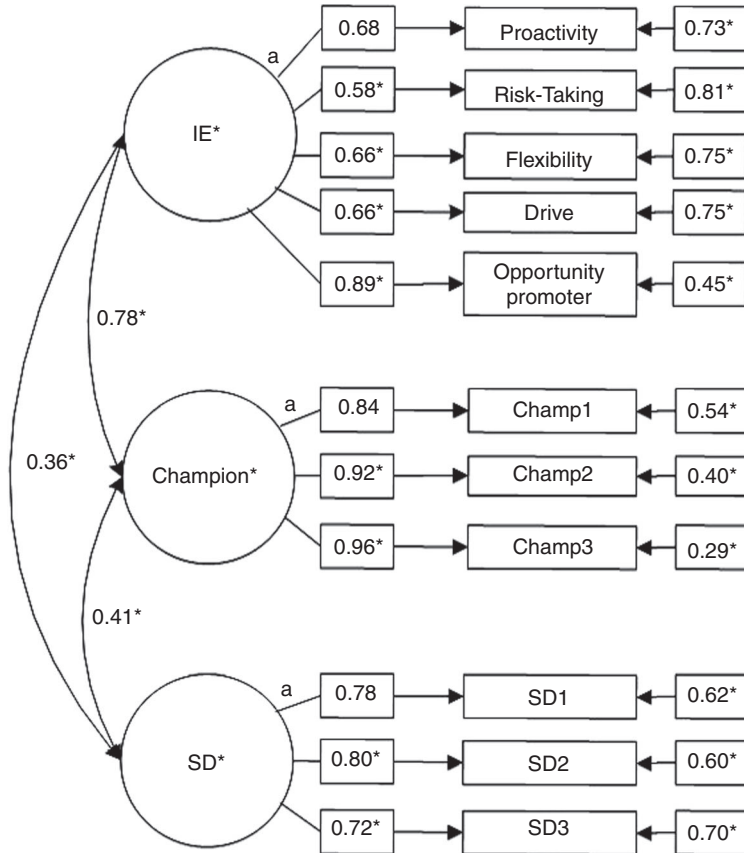 0.68 Proactivity 0.73*
a
0.58* Risk-Taking 0.81*
IE*
0.66* Flexibility 0.75*
0.66* Drive 0.75*
0.89* Opportunity promoter 0.45*
0.78*
a 0.84 Champ1 0.54*
0.36*
Champion* 0.92* Champ2 0.40*
0.96* Champ3 0.29*
0.41*
a 0.78 SD1 0.62*
SD* 0.80* SD2 0.60*
0.72* SD3 0.70*